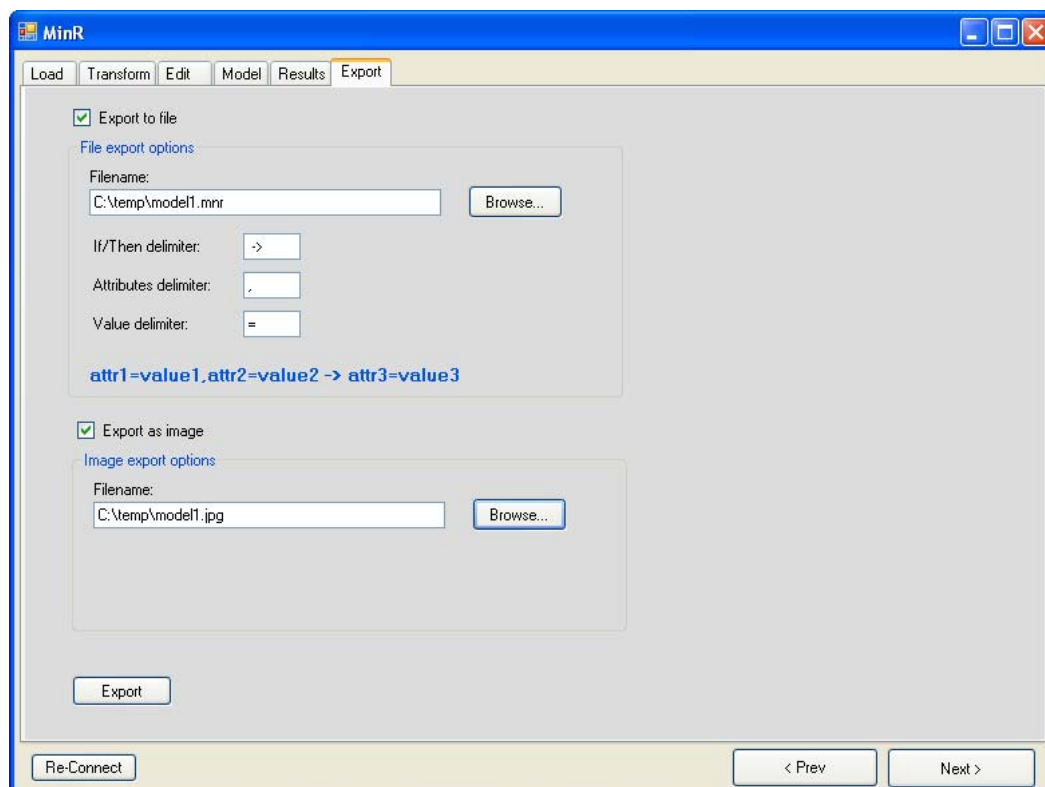 MinR
Load Transform Edit Model Results Export
Export to file
File export options
Filename:
C:\temp\model1.mnr Browse...
If/Then delimiter: ->
Attributes delimiter: ,
Value delimiter: =
attr1=value1,attr2=value2 -> attr3=value3
Export as image
Image export options
Filename:
C:\temp\model1.jpg Browse...
Export
Re-Connect < Prev Next >